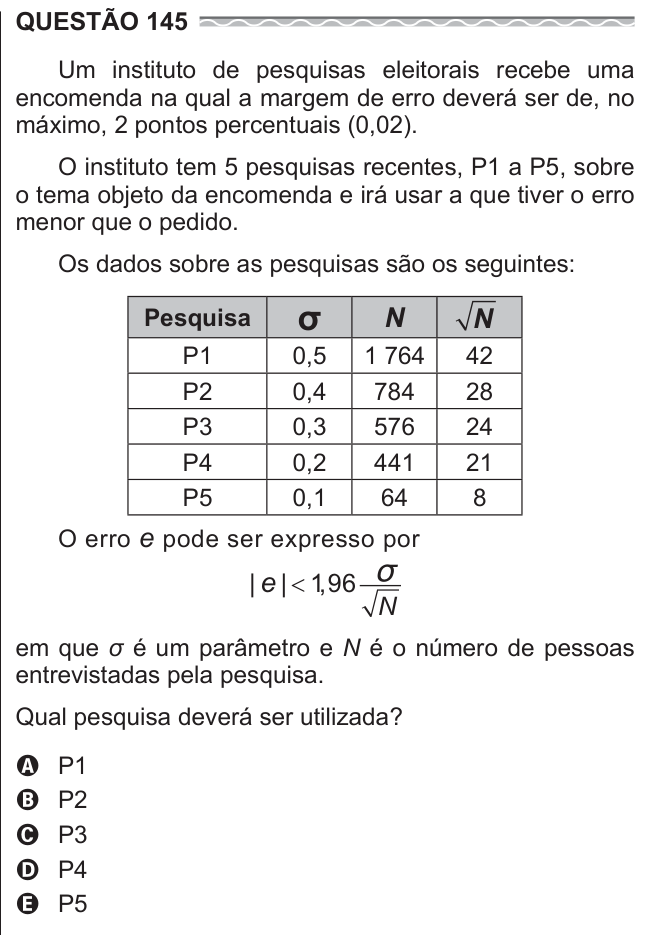 QUESTÃO 145
Um instituto de pesquisas eleitorais recebe uma
encomenda na qual a margem de erro deverá ser de, no
máximo, 2 pontos percentuais (0,02).
O instituto tem 5 pesquisas recentes, P1 a P5, sobre
o tema objeto da encomenda e irá usar a que tiver o erro
menor que o pedido.
Os dados sobre as pesquisas são os seguintes:
Pesquisa σ N √N
P1 0,5 1 764 42
P2 0,4 784 28
P3 0,3 576 24
P4 0,2 441 21
P5 0,1 64 8
O erro e pode ser expresso por
|e| < 1,96 σ/√N
em que σ é um parâmetro e N é o número de pessoas
entrevistadas pela pesquisa.
Qual pesquisa deverá ser utilizada?
A P1
B P2
C P3
D P4
E P5